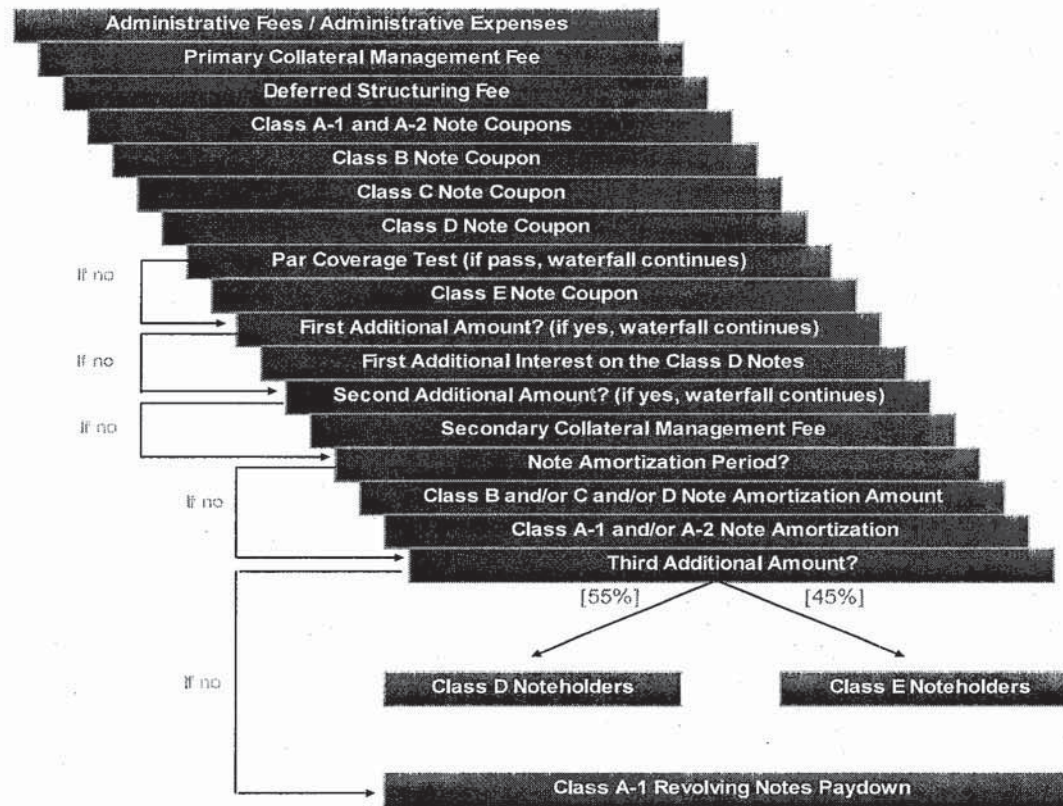 Administrative Fees / Administrative Expenses
Primary Collateral Management Fee
Deferred Structuring Fee
Class A-1 and A-2 Note Coupons
Class B Note Coupon
Class C Note Coupon
Class D Note Coupon
Par Coverage Test (if pass, waterfall continues)
If no
Class E Note Coupon
First Additional Amount? (if yes, waterfall continues)
If no
First Additional Interest on the Class D Notes
Second Additional Amount? (if yes, waterfall continues)
If no
Secondary Collateral Management Fee
Note Amortization Period?
If no
Class B and/or C and/or D Note Amortization Amount
Class A-1 and/or A-2 Note Amortization
Third Additional Amount?
[55%] [45%]
If no
Class D Noteholders Class E Noteholders
Class A-1 Revolving Notes Paydown